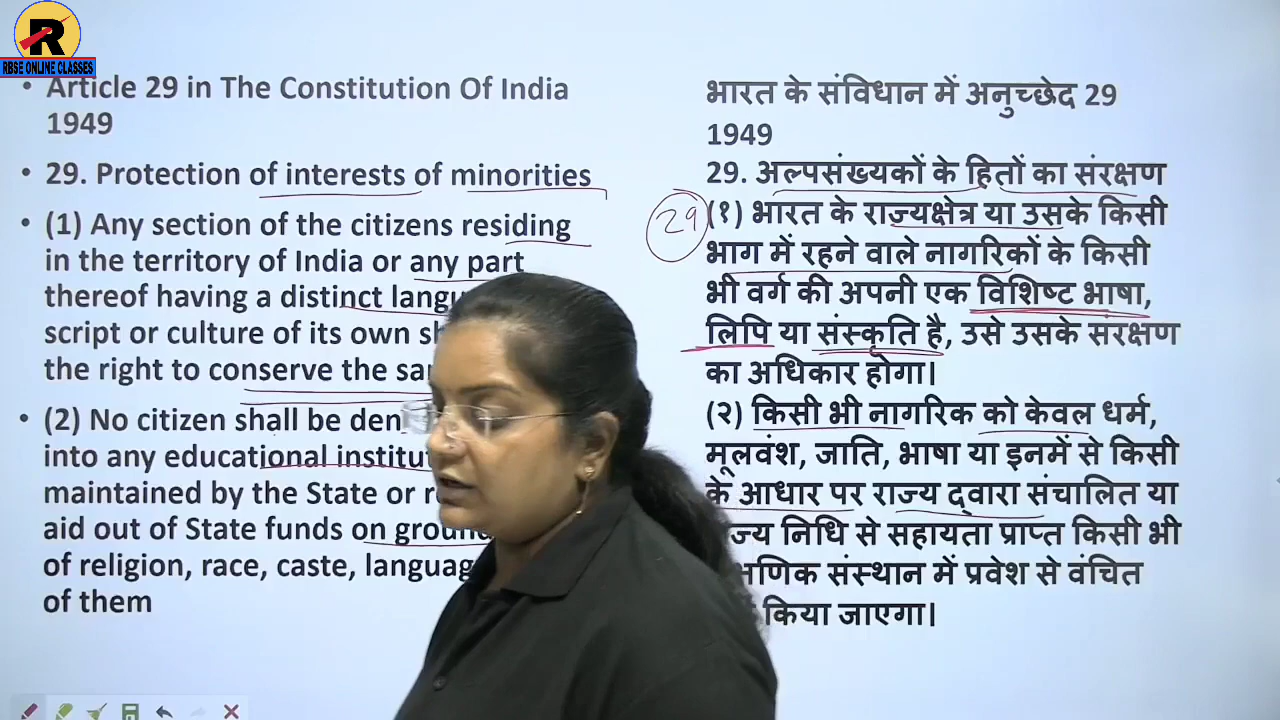 R
RBSE ONLINE CLASSES
• Article 29 in The Constitution Of India
1949
• 29. Protection of interests of minorities
• (1) Any section of the citizens residing
in the territory of India or any part
thereof having a distinct
script or culture of its own
the right to conserve the
• (2) No citizen shall be
into any educational
maintained by the State or
aid out of State funds on
of religion, race, caste,
of them
भारत के संविधान में अनुच्छेद 29
1949
29. अल्पसंख्यकों के हितों का संरक्षण
29
(१) भारत के राज्यक्षेत्र या उसके किसी
भाग में रहने वाले नागरिकों के किसी
भी वर्ग की अपनी एक विशिष्ट भाषा,
लिपि या संस्कृति है, उसे उसके संरक्षण
का अधिकार होगा।
(२) किसी भी नागरिक को केवल धर्म,
मूलवंश, जाति, भाषा या इनमें से किसी
के आधार पर राज्य द्वारा संचालित या
निधि से सहायता प्राप्त किसी भी
संस्थान में प्रवेश से वंचित
किया जाएगा।